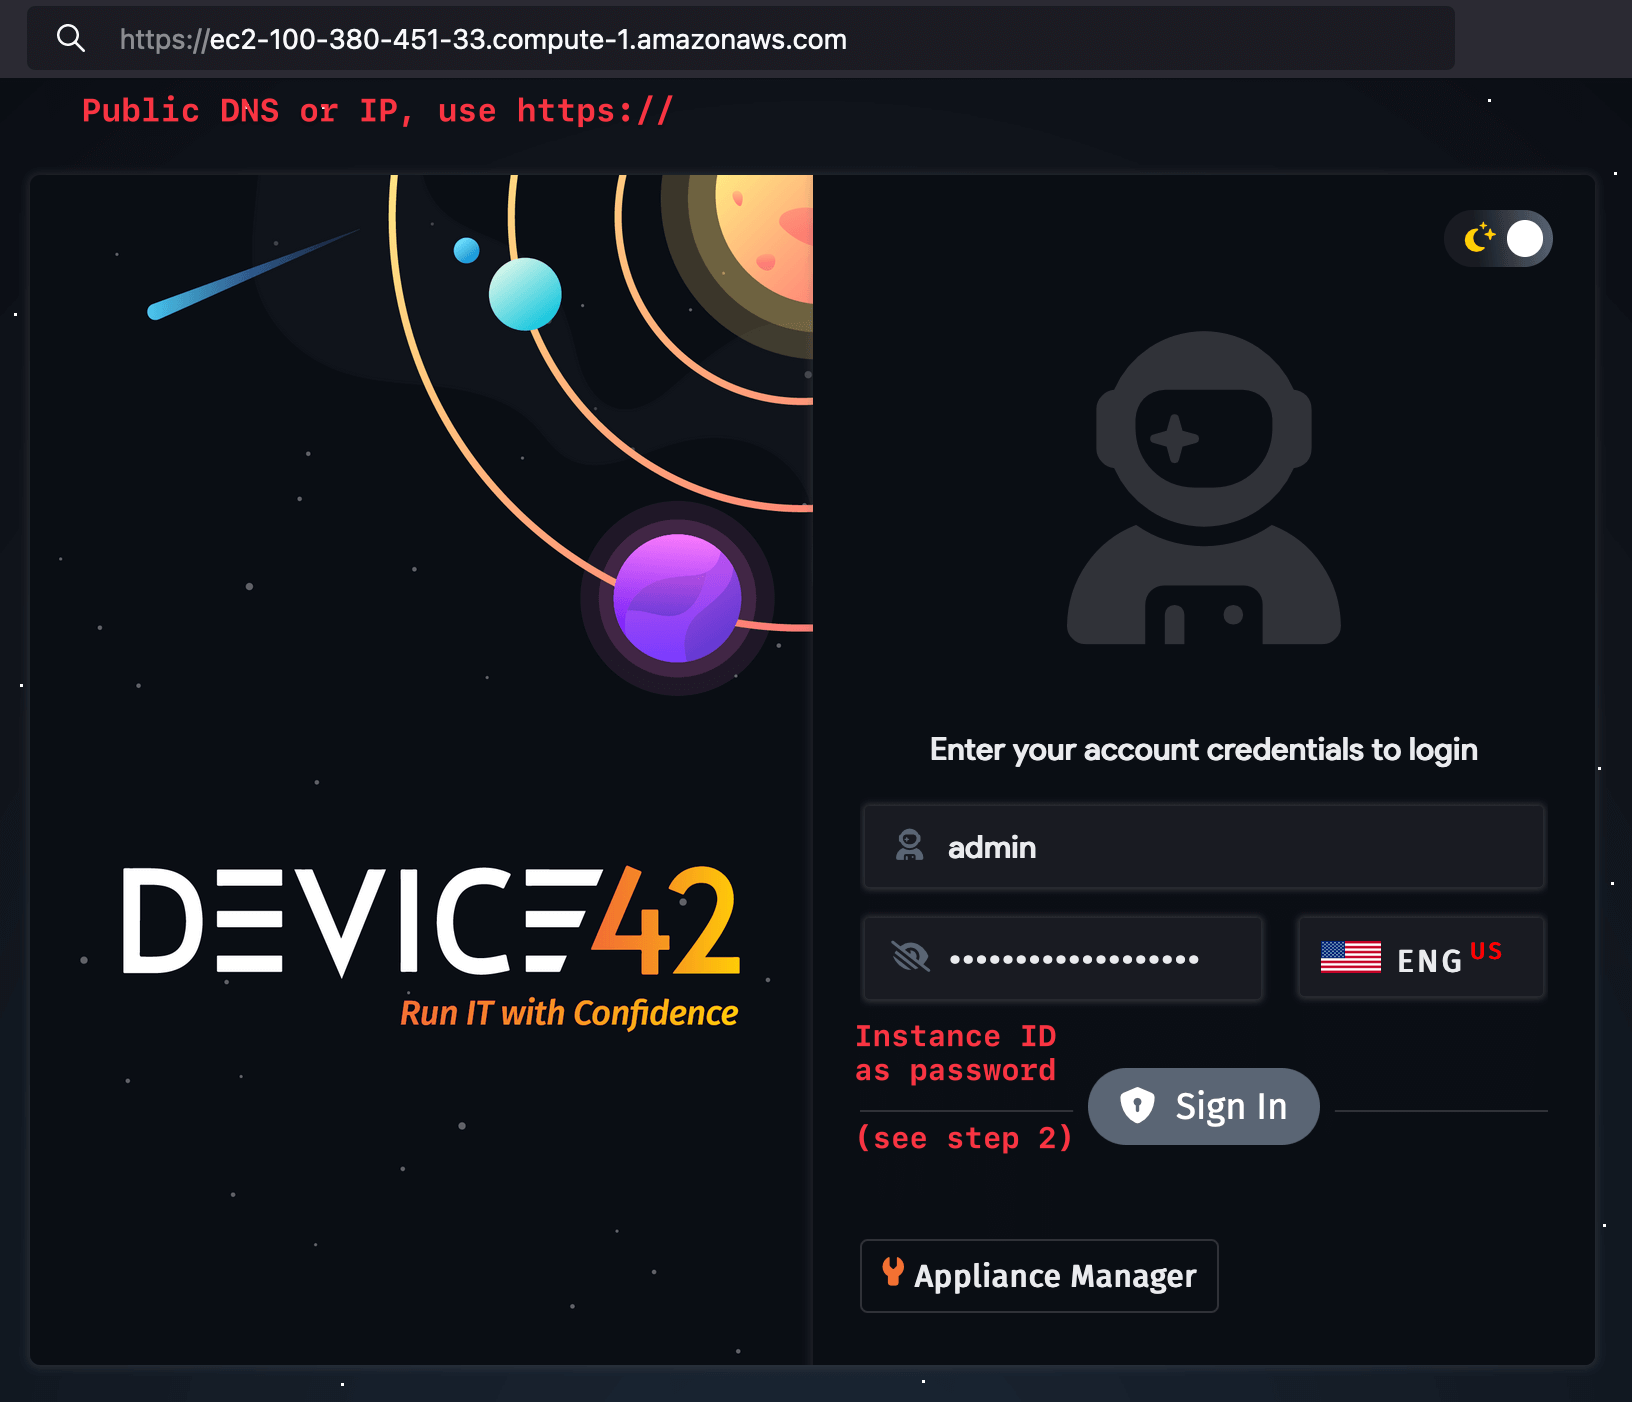 https://ec2-100-380-451-33.compute-1.amazonaws.com
Public DNS or IP, use https://
DEVICE42
Run IT with Confidence
Enter your account credentials to login
admin
••••••••••••••••••• ENG US
Instance ID
as password
(see step 2)
Sign In
Appliance Manager